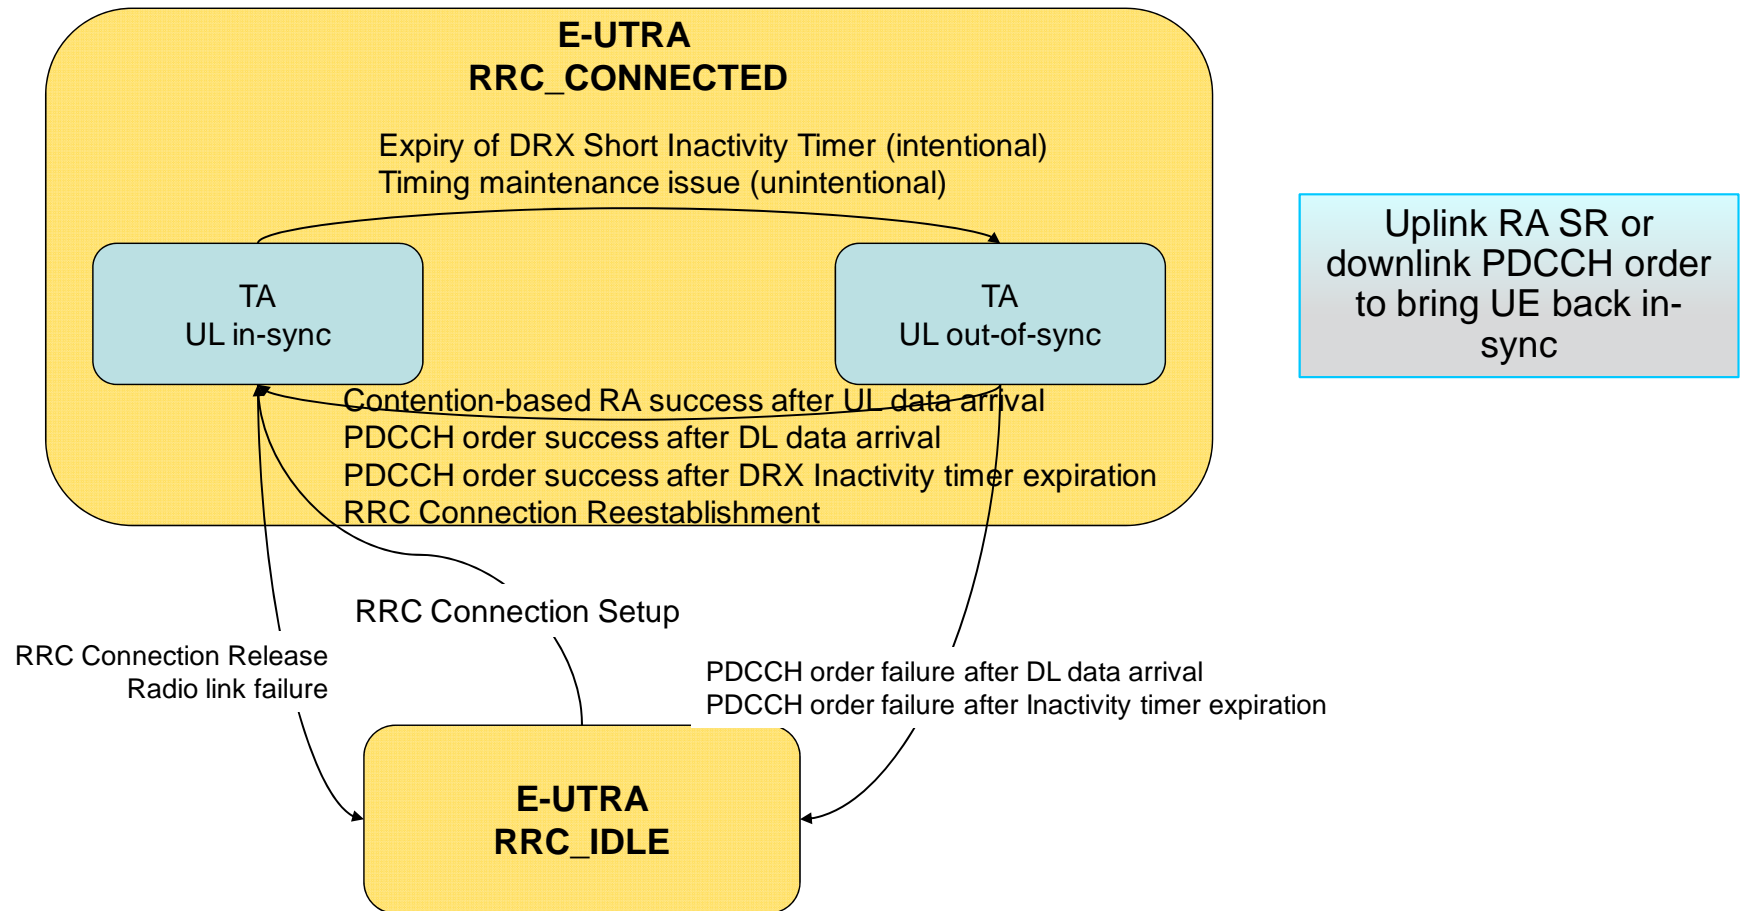 E-UTRA
RRC_CONNECTED
Expiry of DRX Short Inactivity Timer (intentional)
Timing maintenance issue (unintentional)
TA
UL in-sync
TA
UL out-of-sync
Uplink RA SR or
downlink PDCCH order
to bring UE back in-
sync
Contention-based RA success after UL data arrival
PDCCH order success after DL data arrival
PDCCH order success after DRX Inactivity timer expiration
RRC Connection Reestablishment
RRC Connection Setup
RRC Connection Release
Radio link failure
PDCCH order failure after DL data arrival
PDCCH order failure after Inactivity timer expiration
E-UTRA
RRC_IDLE